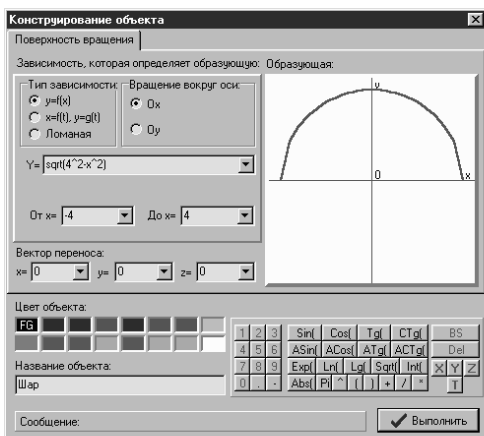 Конструирование объекта
Поверхность вращения
Зависимость, которая определяет образующую: Образующая:
Тип зависимости: Вращение вокруг оси:
y=f(x) Ox
x=f(t), y=g(t)
Ломаная Oy
Y= sqrt(4^2-x^2)
От x= -4 До x= 4
y
0 x
Вектор переноса:
x= 0 y= 0 z= 0
Цвет объекта:
FG
1 2 3 Sin( Cos( Tg( CTg( BS
4 5 6 ASin( ACos( ATg( ACTg( Del
7 8 9 Exp( Ln( Lg( Sqrt( Int( X Y Z
0 . - Abs( Pi ^ ( ) + / * T
Название объекта:
Шар
Сообщение: Выполнить